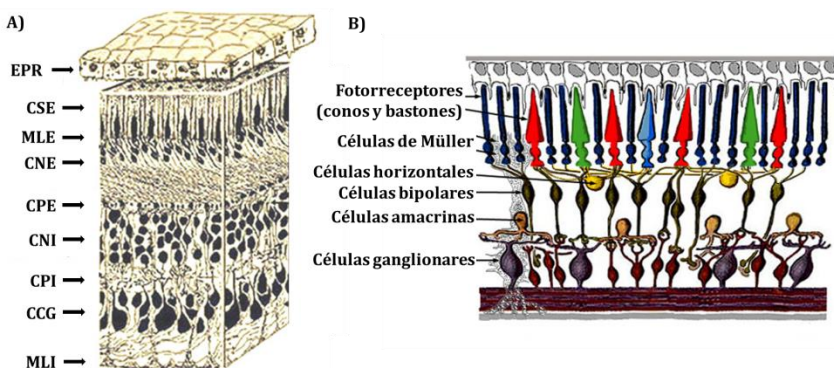 A)
EPR
CSE
MLE
CNE
CPE
CNI
CPI
CCG
MLI
B)
Fotorreceptores
(conos y bastones)
Células de Müller
Células horizontales
Células bipolares
Células amacrinas
Células ganglionares